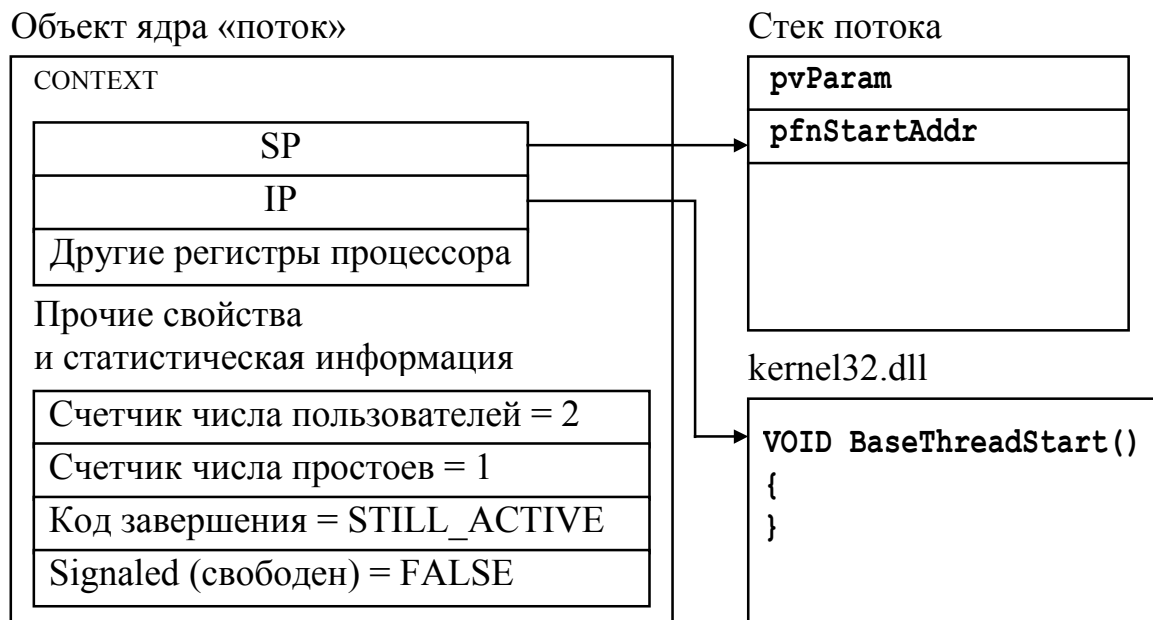 Объект ядра «поток»
CONTEXT
SP
IP
Другие регистры процессора
Прочие свойства
и статистическая информация
Счетчик числа пользователей = 2
Счетчик числа простоев = 1
Код завершения = STILL_ACTIVE
Signaled (свободен) = FALSE
Стек потока
pvParam
pfnStartAddr
kernel32.dll
VOID BaseThreadStart()
{
}